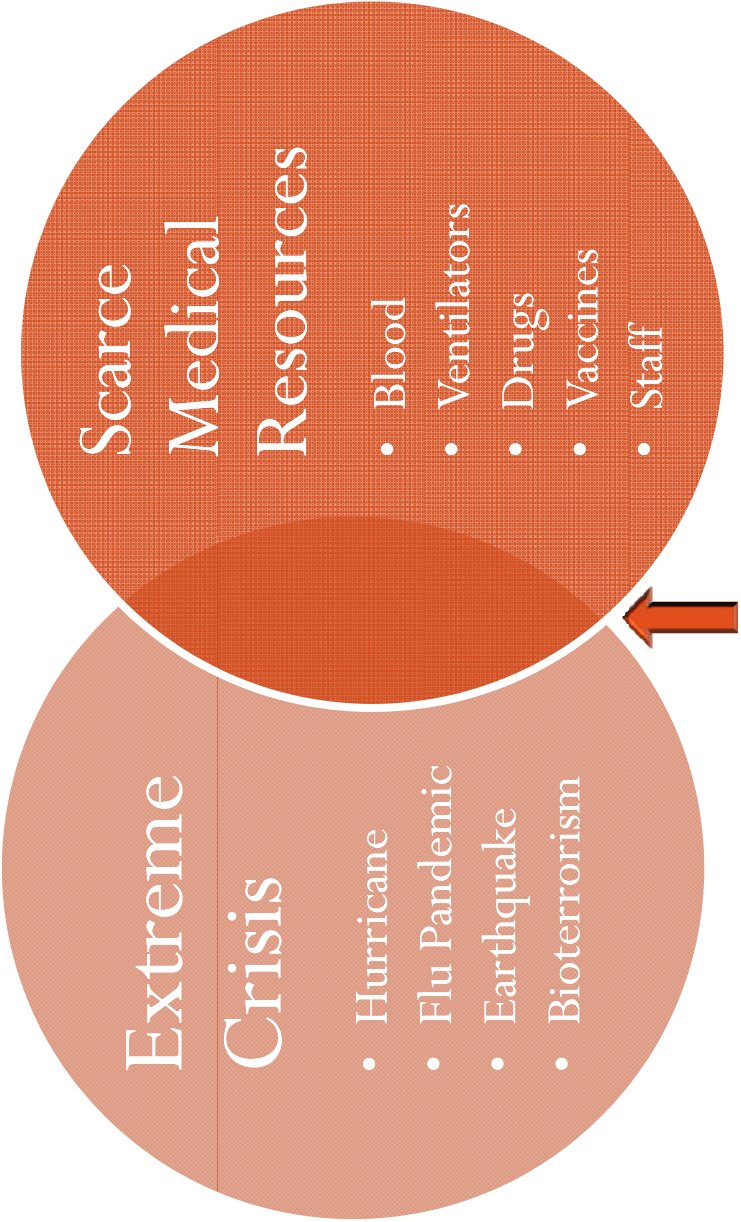 Extreme
Crisis
• Hurricane
• Flu Pandemic
• Earthquake
• Bioterrorism
Scarce
Medical
Resources
• Blood
• Ventilators
• Drugs
• Vaccines
• Staff